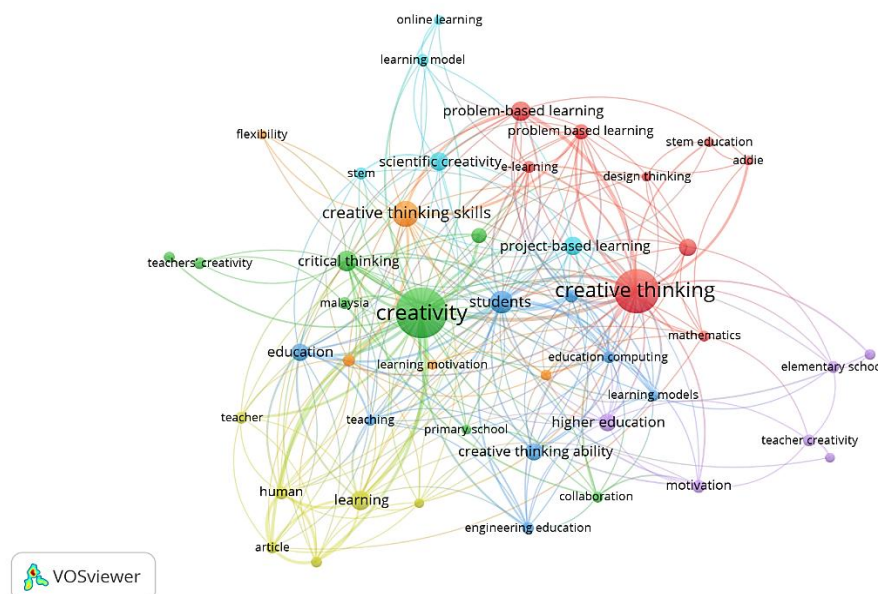 online learning
learning model
problem-based learning
problem based learning
flexibility
stem education
scientific creativity
e-learning
addie
stem
design thinking
creative thinking skills
project-based learning
critical thinking
teachers' creativity
creative thinking
malaysia
students
creativity
mathematics
education
education computing
learning motivation
elementary schoo
learning models
teacher
teaching
higher education
primary school
teacher creativity
creative thinking ability
motivation
human
learning
collaboration
engineering education
article
VOSviewer